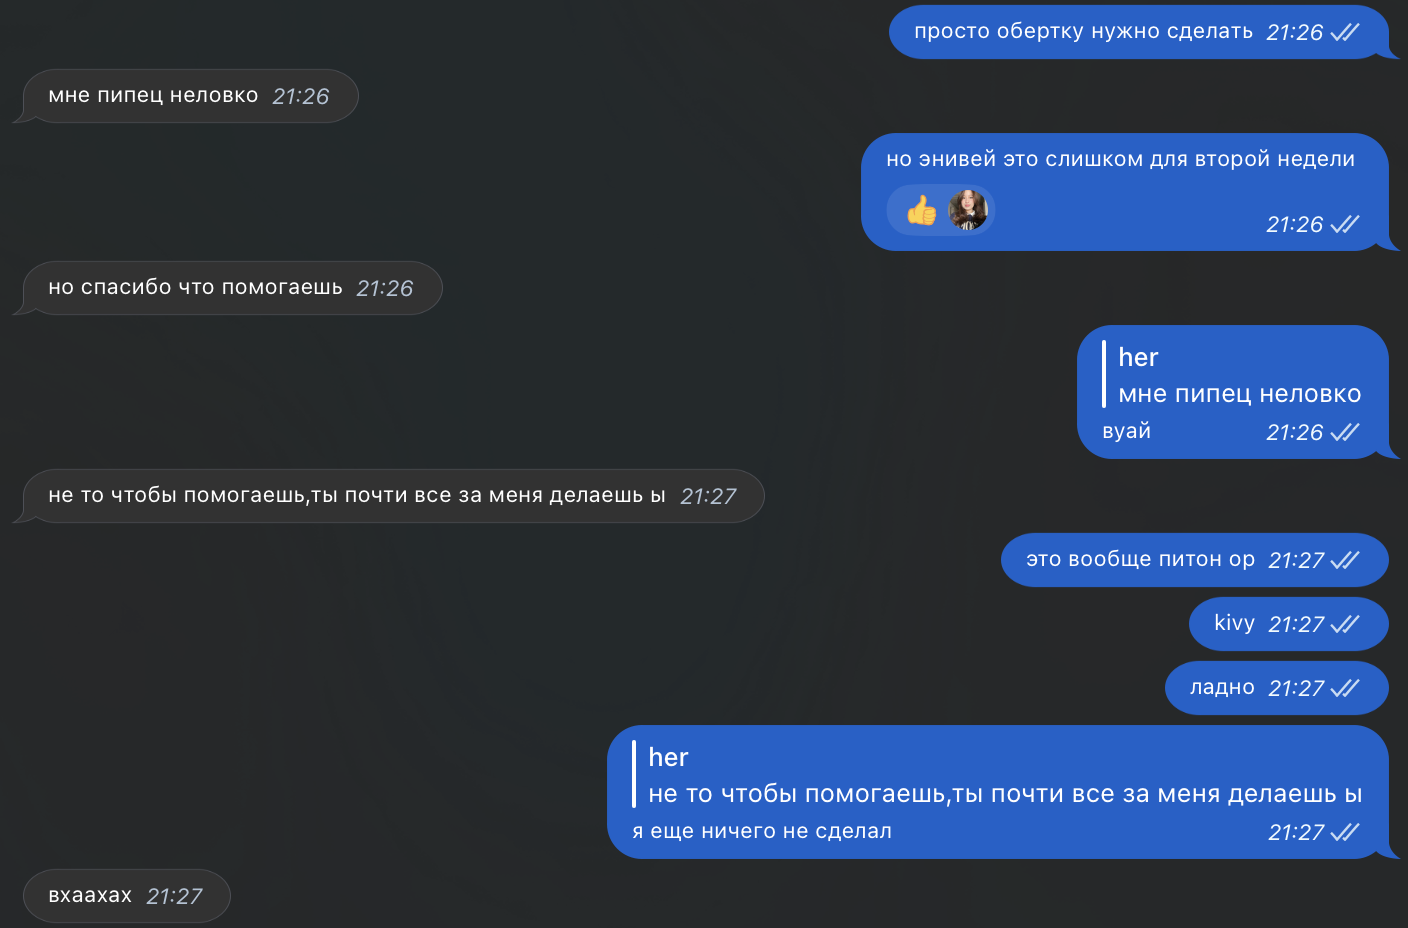 просто обертку нужно сделать 21:26
мне пипец неловко 21:26
но энивей это слишком для второй недели
21:26
но спасибо что помогаешь 21:26
her
мне пипец неловко
вуай 21:26
не то чтобы помогаешь,ты почти все за меня делаешь ы 21:27
это вообще питон ор 21:27
kivy 21:27
ладно 21:27
her
не то чтобы помогаешь,ты почти все за меня делаешь ы
я еще ничего не сделал 21:27
вхаахах 21:27